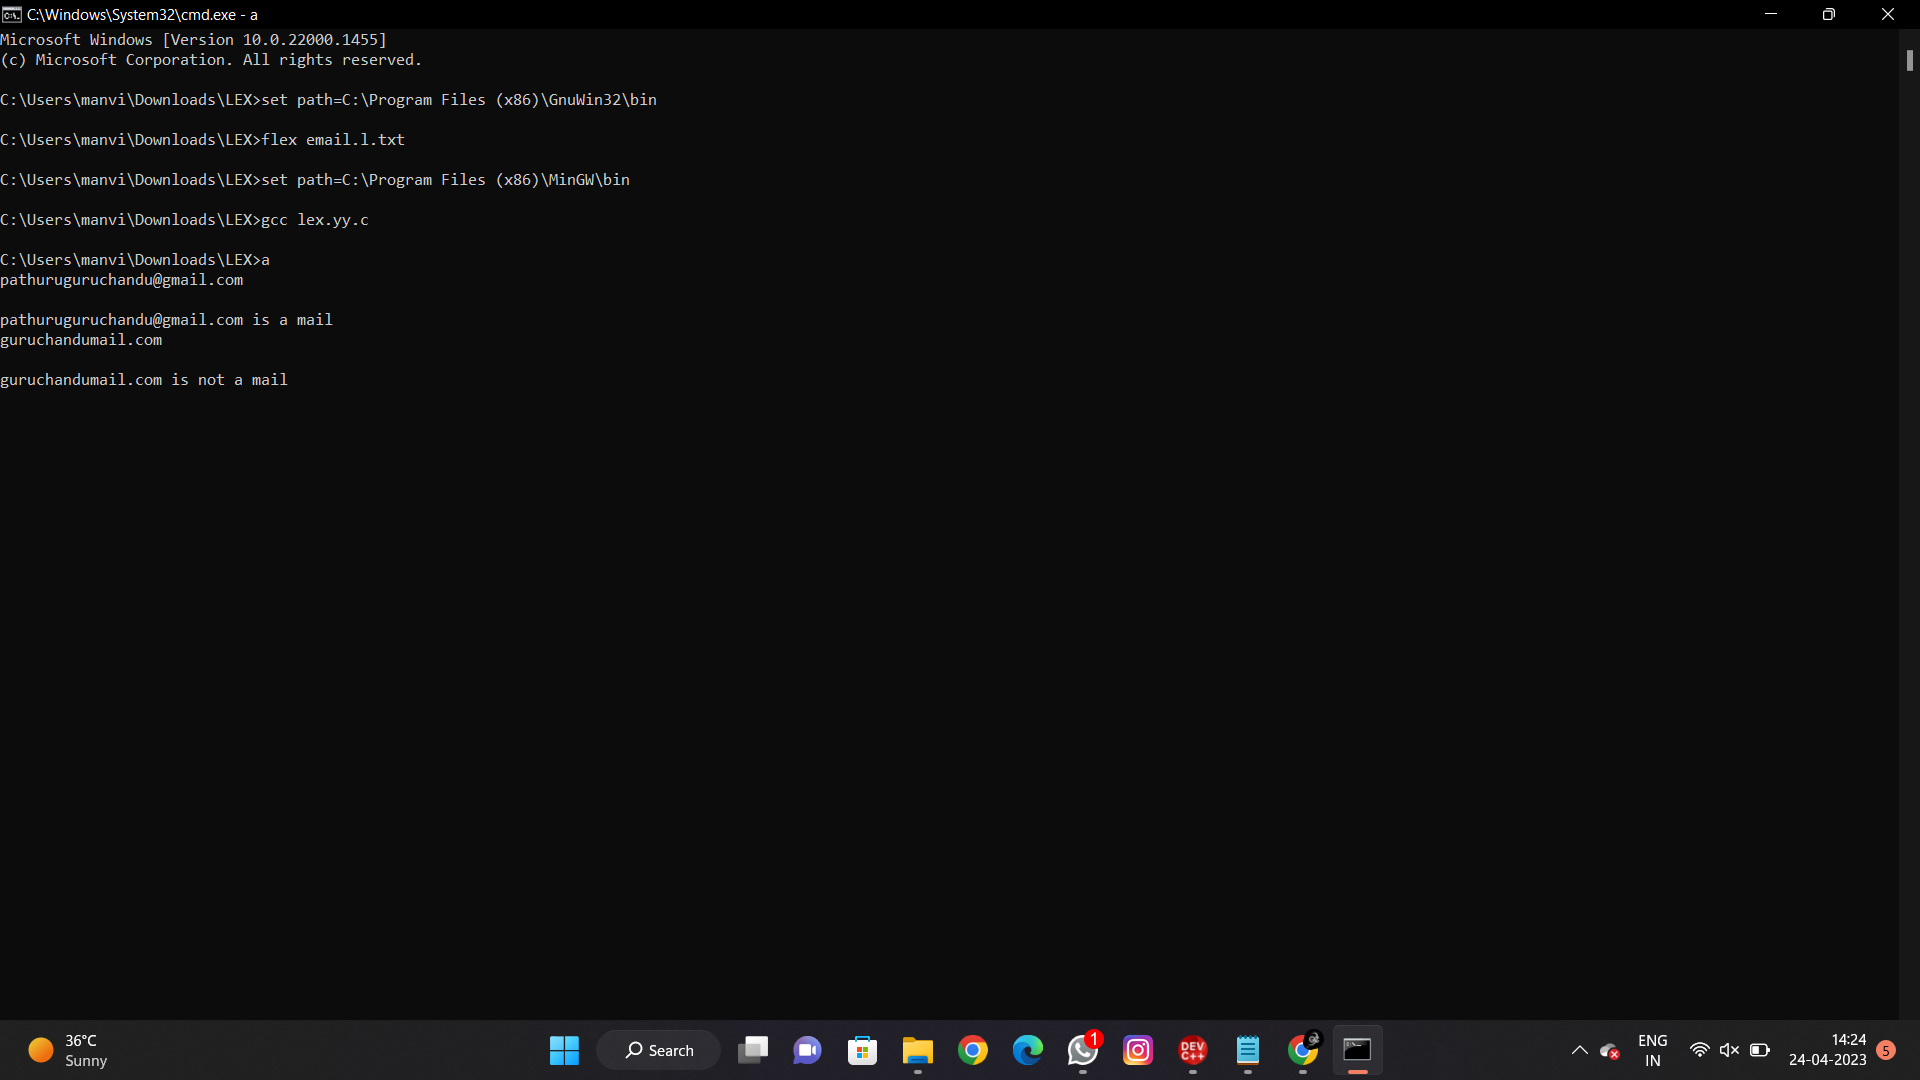 C:\Windows\System32\cmd.exe - a
Microsoft Windows [Version 10.0.22000.1455]
(c) Microsoft Corporation. All rights reserved.
C:\Users\manvi\Downloads\LEX>set path=C:\Program Files (x86)\GnuWin32\bin
C:\Users\manvi\Downloads\LEX>flex email.l.txt
C:\Users\manvi\Downloads\LEX>set path=C:\Program Files (x86)\MinGW\bin
C:\Users\manvi\Downloads\LEX>gcc lex.yy.c
C:\Users\manvi\Downloads\LEX>a
pathuruguruchandu@gmail.com
pathuruguruchandu@gmail.com is a mail
guruchandumail.com
guruchandumail.com is not a mail
36°C
Sunny
Search
1
DEV
C++
ENG
IN
14:24
24-04-2023
5